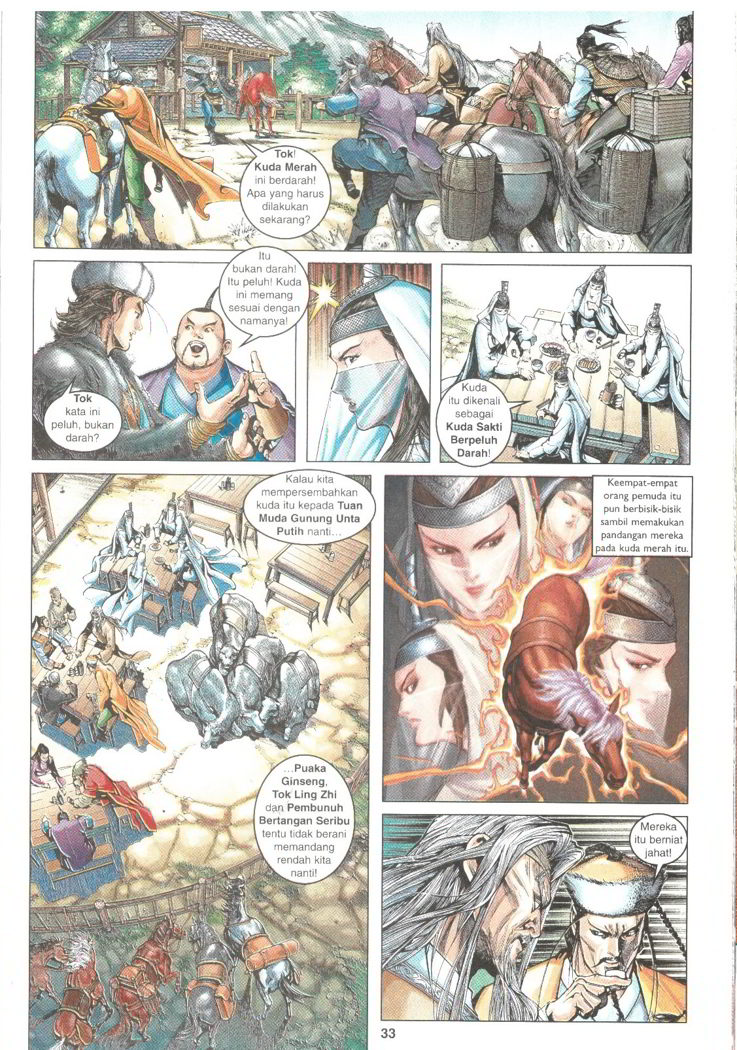 Tok!
Kuda Merah
ini berdarah!
Apa yang harus
dilakukan
sekarang?
Itu
bukan darah!
Itu peluh! Kuda
ini memang
sesuai dengan
namanya!
Tok
kata ini
peluh, bukan
darah?
Kuda
itu dikenali
sebagai
Kuda Sakti
Berpeluh
Darah!
Kalau kita
mempersembahkan
kuda itu kepada Tuan
Muda Gunung Unta
Putih nanti...
...Puaka
Ginseng,
Tok Ling Zhi
dan Pembunuh
Bertangan Seribu
tentu tidak berani
memandang
rendah kita
nanti!
Keempat-empat
orang pemuda itu
pun berbisik-bisik
sambil memakukan
pandangan mereka
pada kuda merah itu.
Mereka
itu berniat
jahat!
33